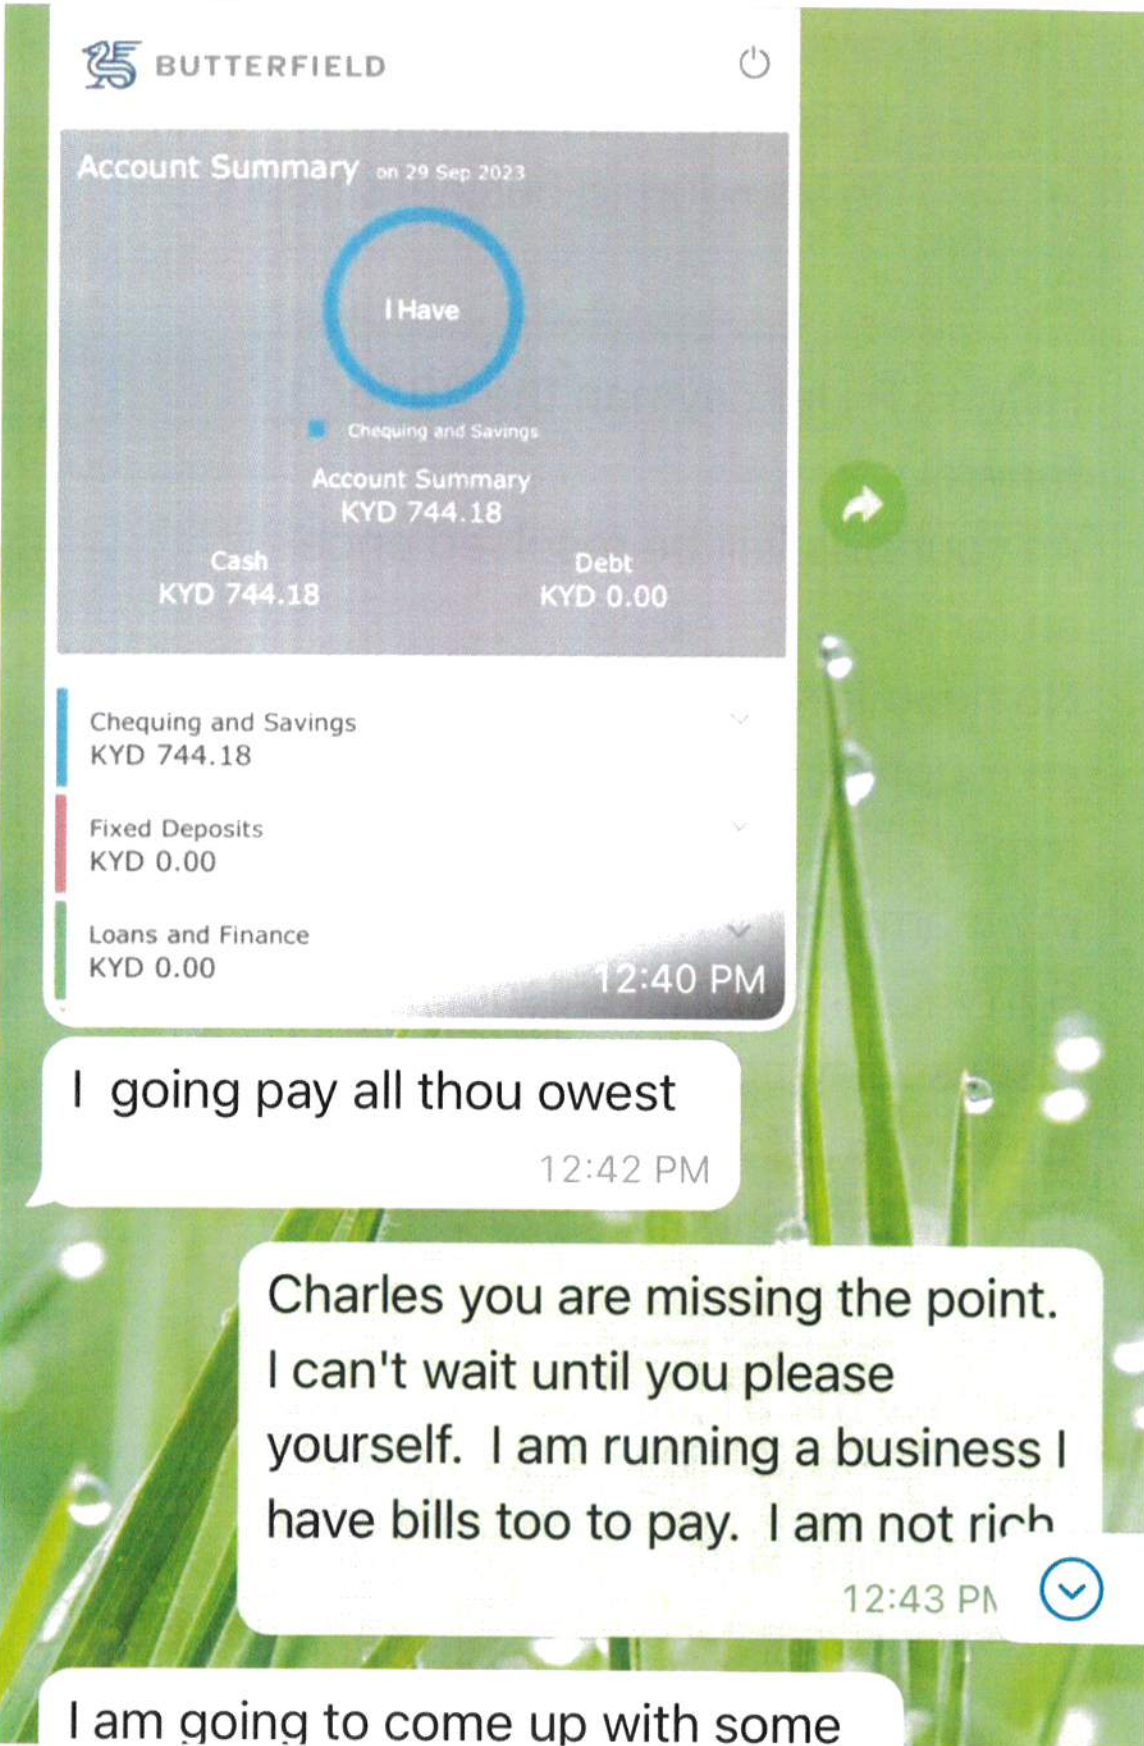 BUTTERFIELD
Account Summary on 29 Sep 2023
I Have
Chequing and Savings
Account Summary
KYD 744.18
Cash
KYD 744.18
Debt
KYD 0.00
Chequing and Savings
KYD 744.18
Fixed Deposits
KYD 0.00
Loans and Finance
KYD 0.00
12:40 PM
I going pay all thou owest
12:42 PM
Charles you are missing the point.
I can't wait until you please
yourself. I am running a business I
have bills too to pay. I am not rich
12:43 PM
I am going to come up with some